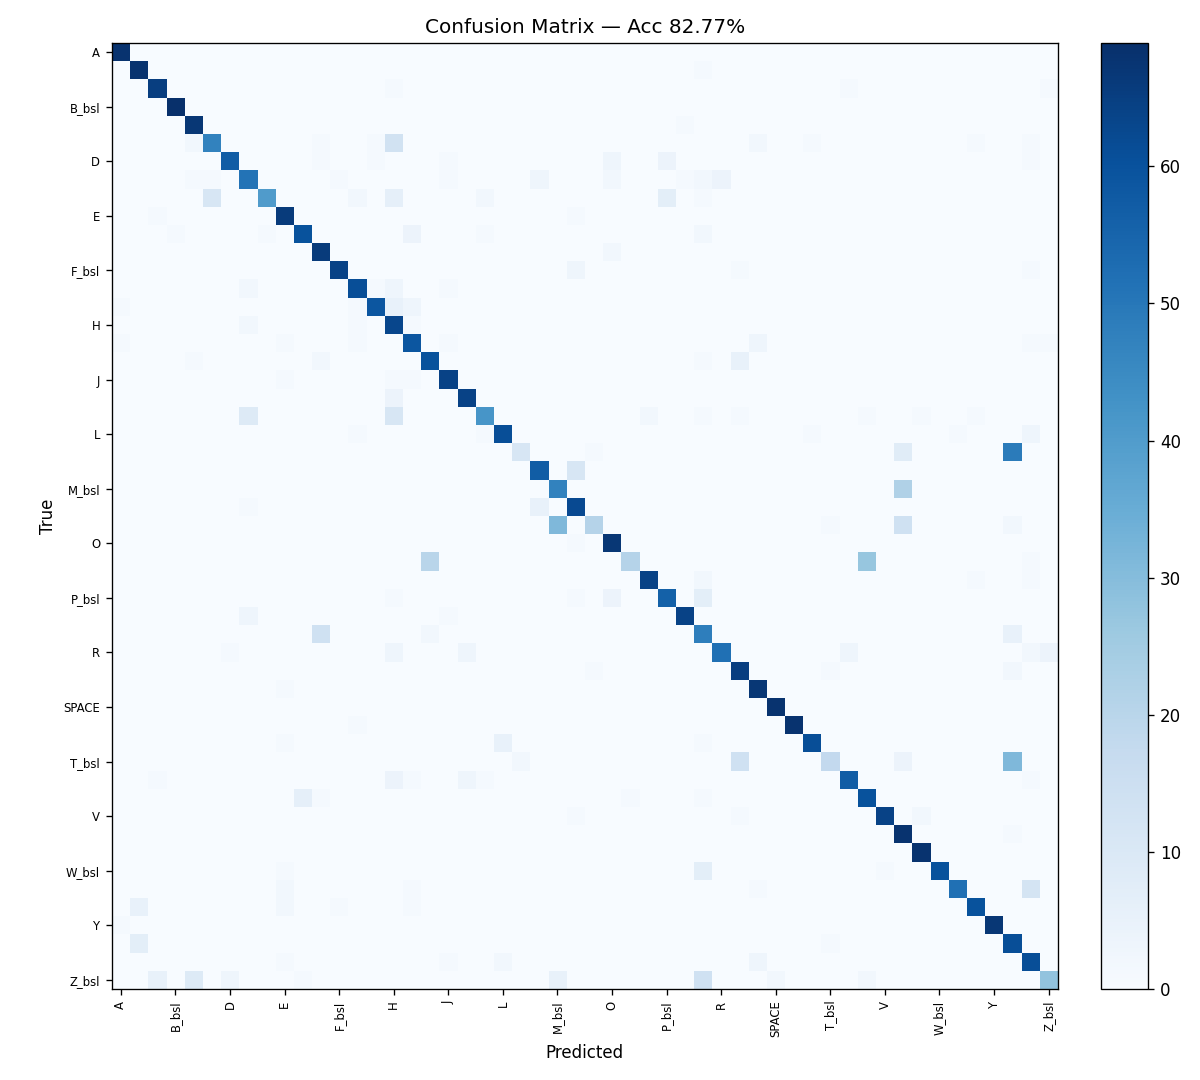 Confusion Matrix — Acc 82.77%
True
A
B_bsl
D
E
F_bsl
H
J
L
M_bsl
O
P_bsl
R
SPACE
T_bsl
V
W_bsl
Y
Z_bsl
A
B_bsl
D
E
F_bsl
H
J
L
M_bsl
O
P_bsl
R
SPACE
T_bsl
V
W_bsl
Y
Z_bsl
Predicted
60
50
40
30
20
10
0